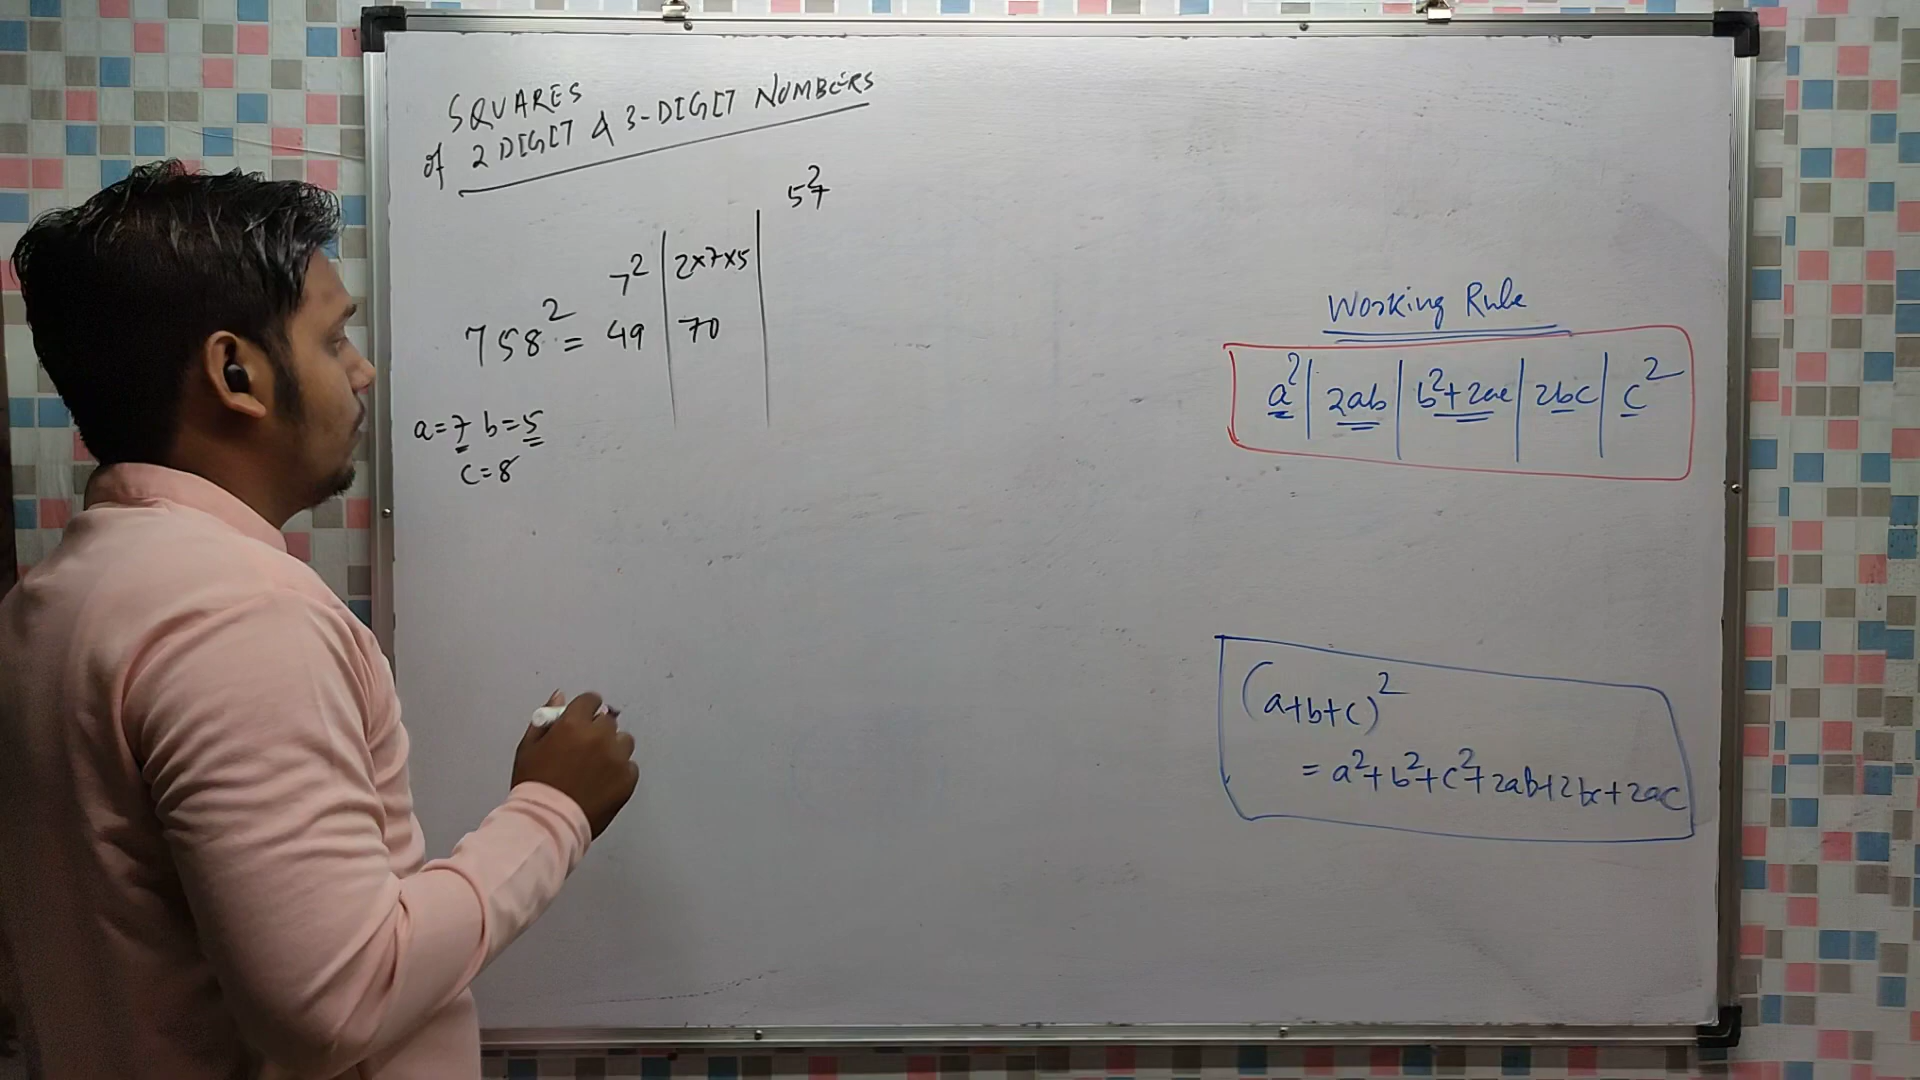 SQUARES
of 2 DIGIT & 3-DIGIT NUMBERS
5²+
7² | 2×7×5 |
758² = 49 | 70 |
a=7 b=5
c=8
Working Rule
a² | 2ab | b²+2ac | 2bc | c²
(a+b+c)²
= a²+b²+c²+2ab+2bc+2ac